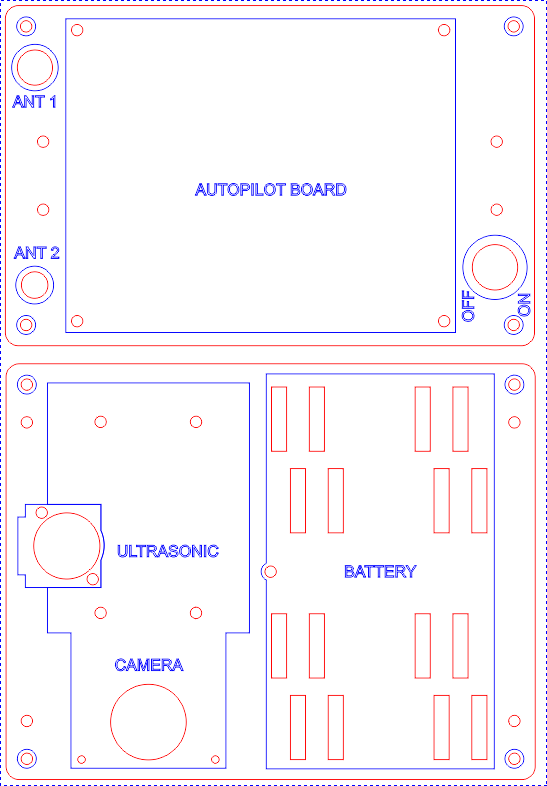 ANT 1
AUTOPILOT BOARD
ANT 2
OFF
ON
ULTRASONIC
BATTERY
CAMERA